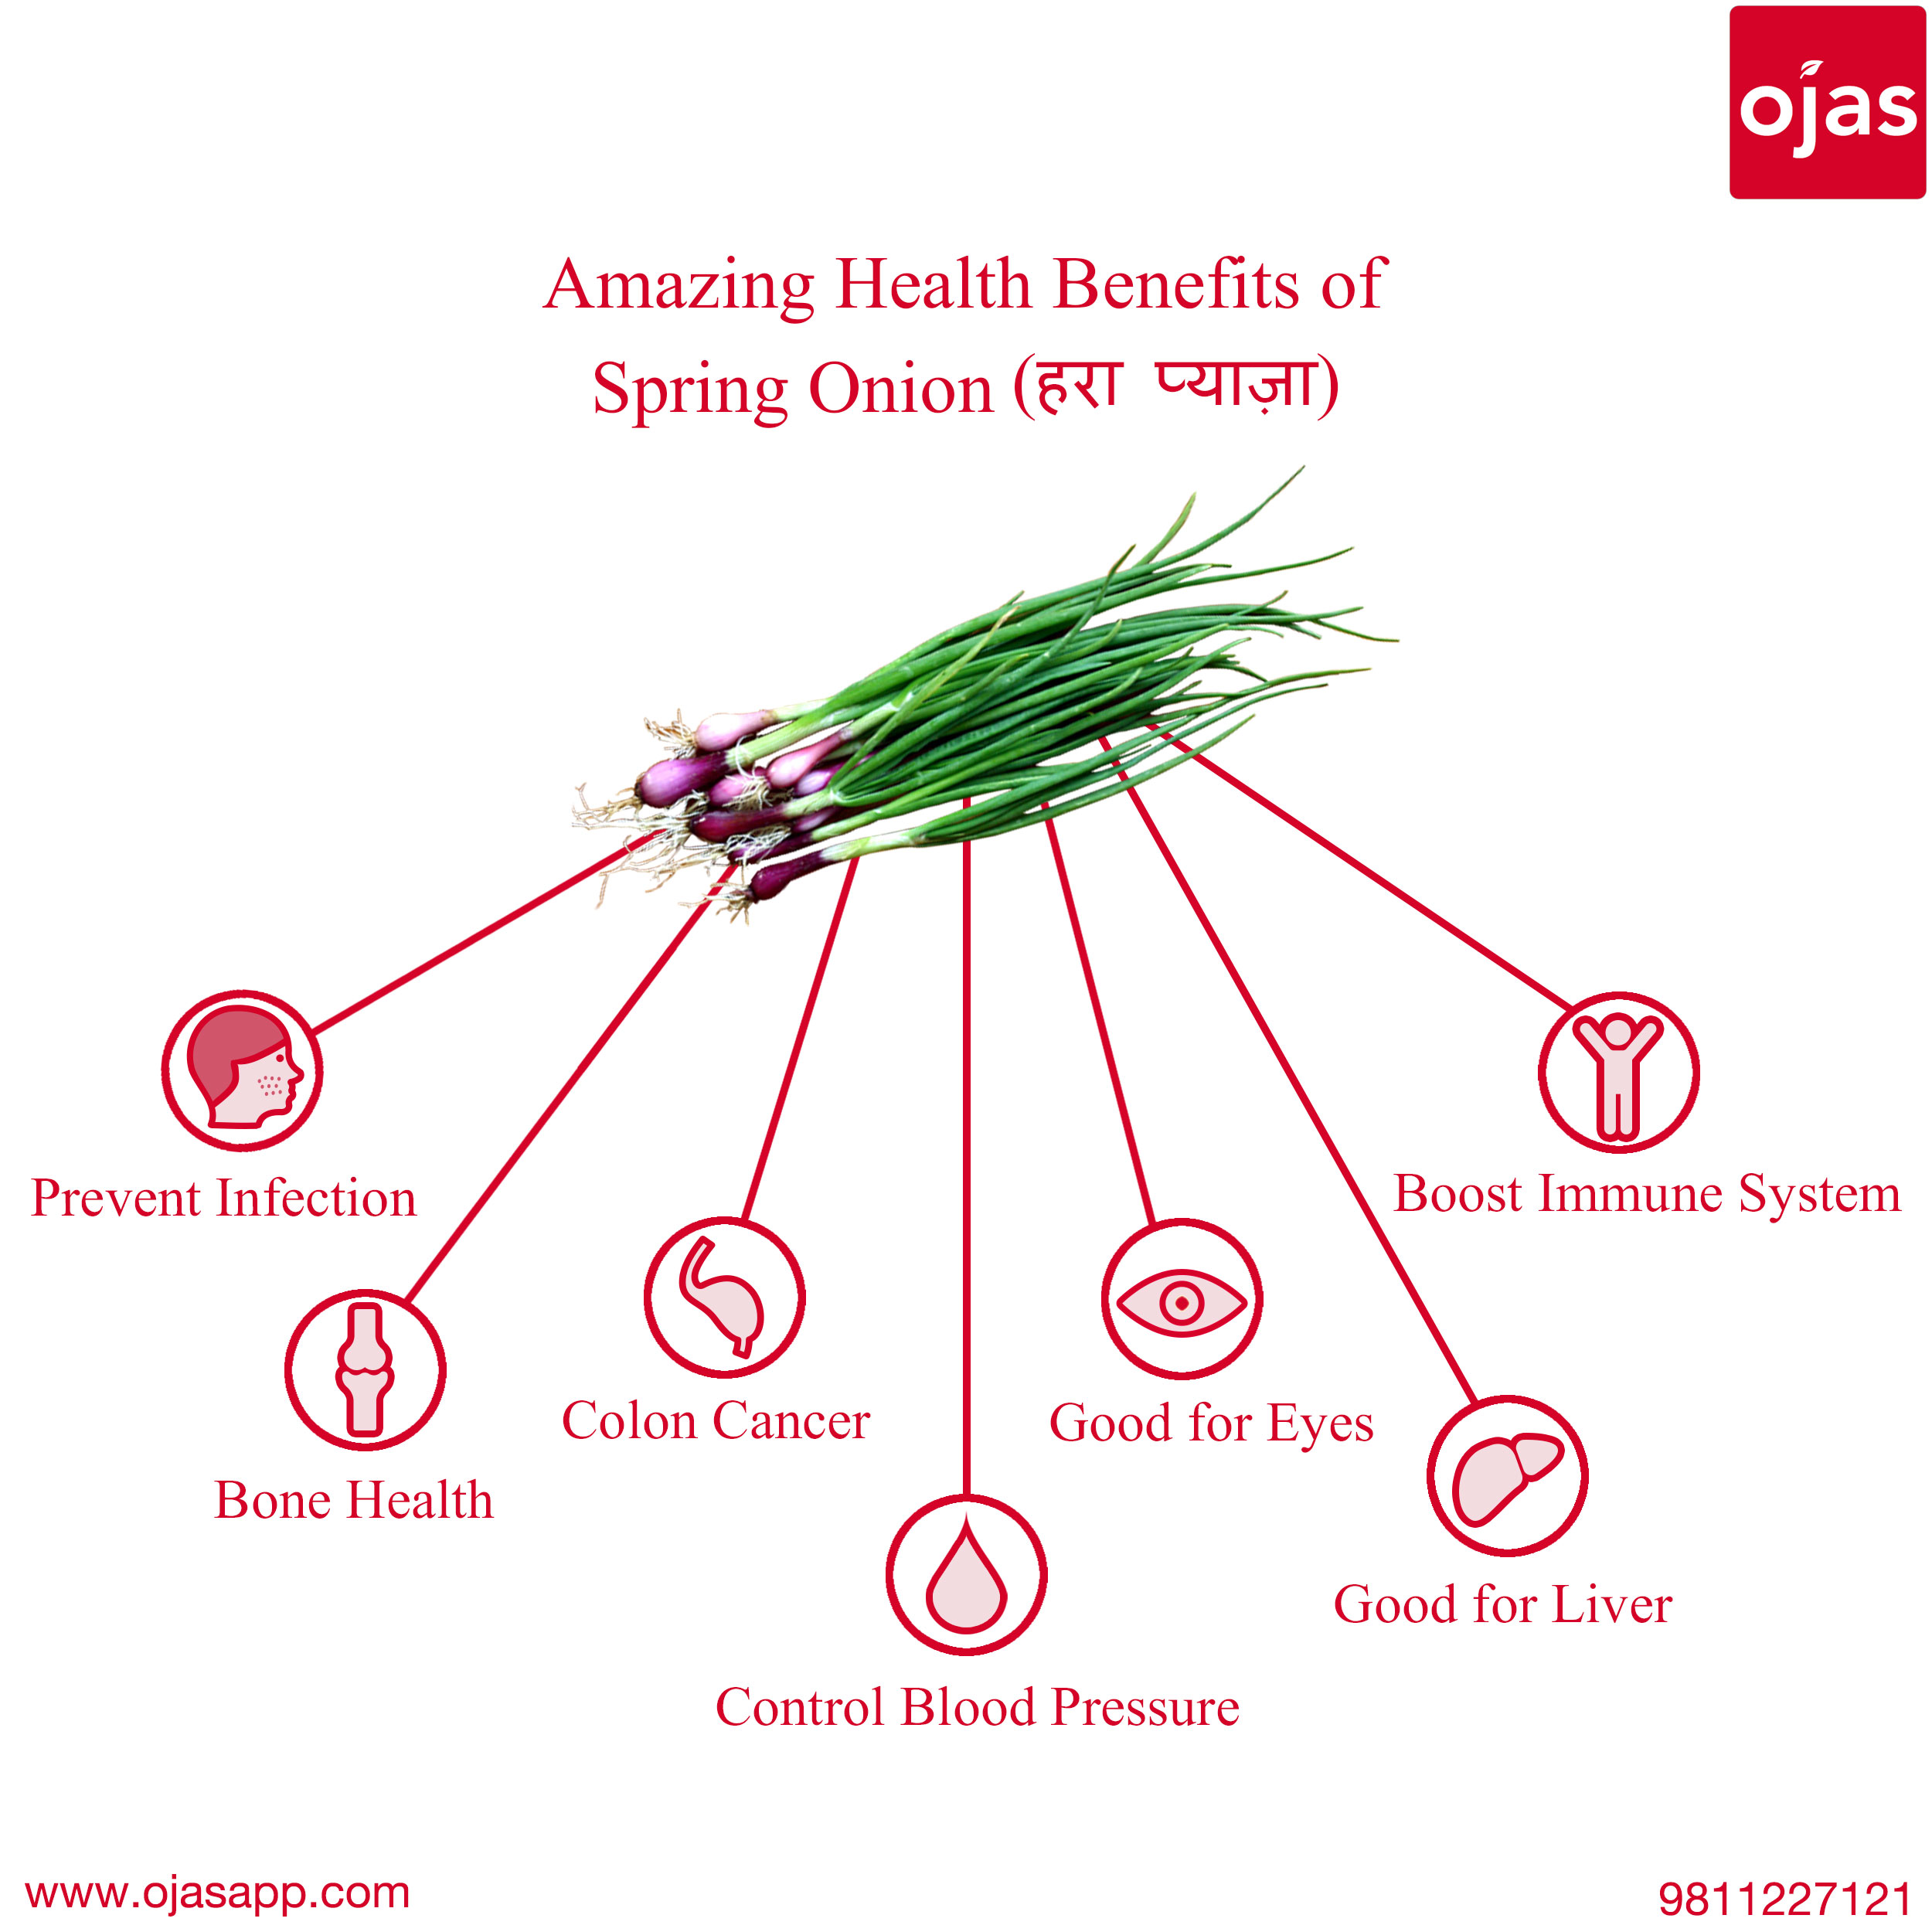 ojas
Amazing Health Benefits of
Spring Onion (हरा प्याज़ा)
Prevent Infection
Boost Immune System
Colon Cancer
Good for Eyes
Bone Health
Good for Liver
Control Blood Pressure
www.ojasapp.com
9811227121